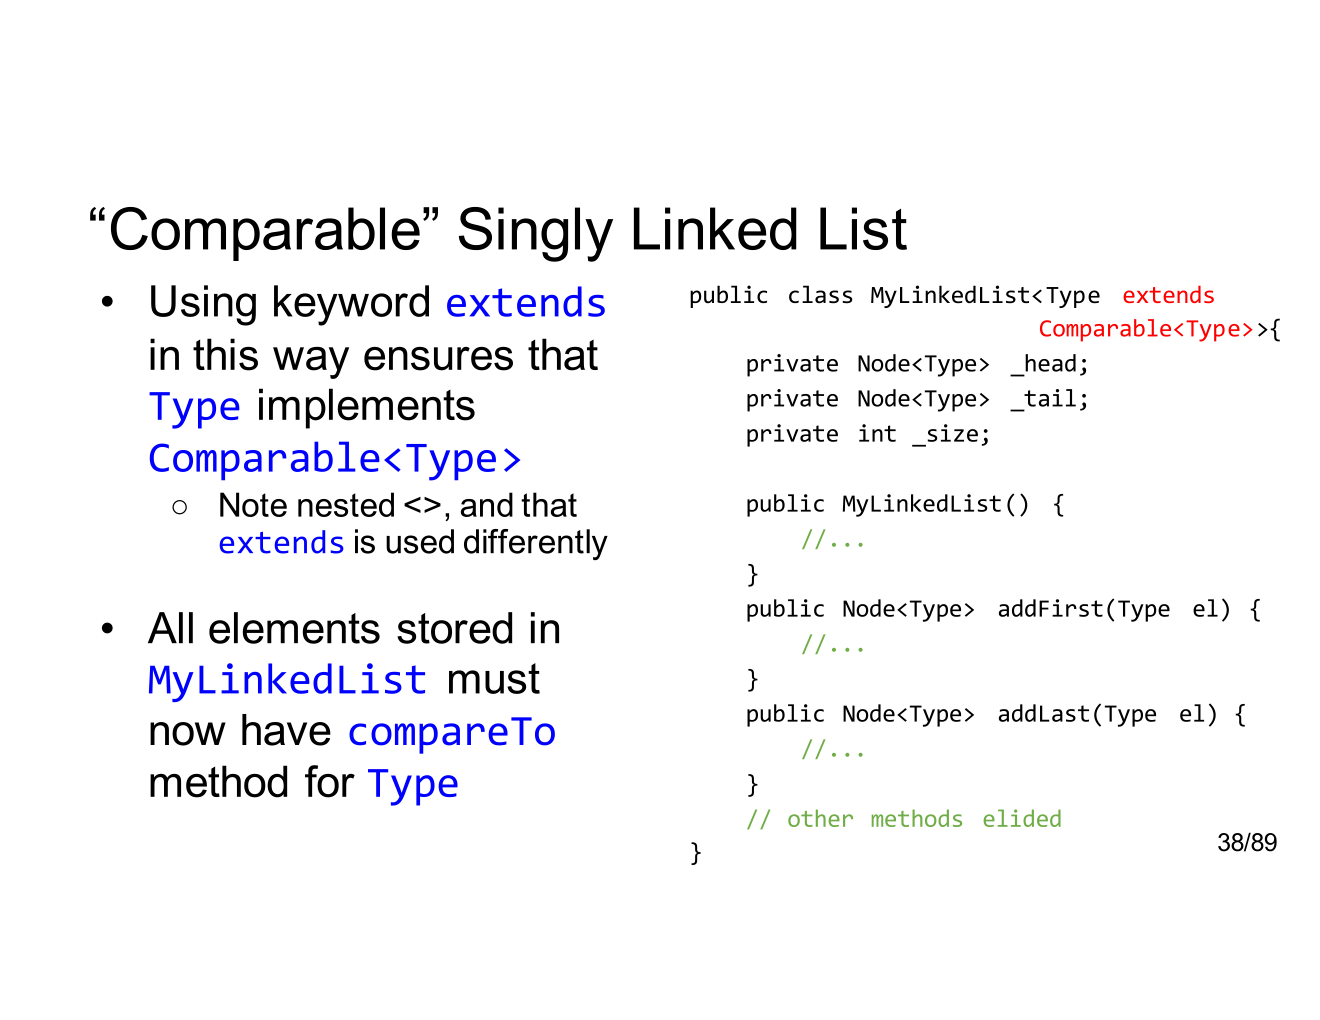 “Comparable” Singly Linked List
• Using keyword extends
in this way ensures that
Type implements
Comparable<Type>
○ Note nested <>, and that
extends is used differently
• All elements stored in
MyLinkedList must
now have compareTo
method for Type
public class MyLinkedList<Type extends
Comparable<Type>>{
private Node<Type> _head;
private Node<Type> _tail;
private int _size;
public MyLinkedList() {
//...
}
public Node<Type> addFirst(Type el) {
//...
}
public Node<Type> addLast(Type el) {
//...
}
// other methods elided
}
38/89